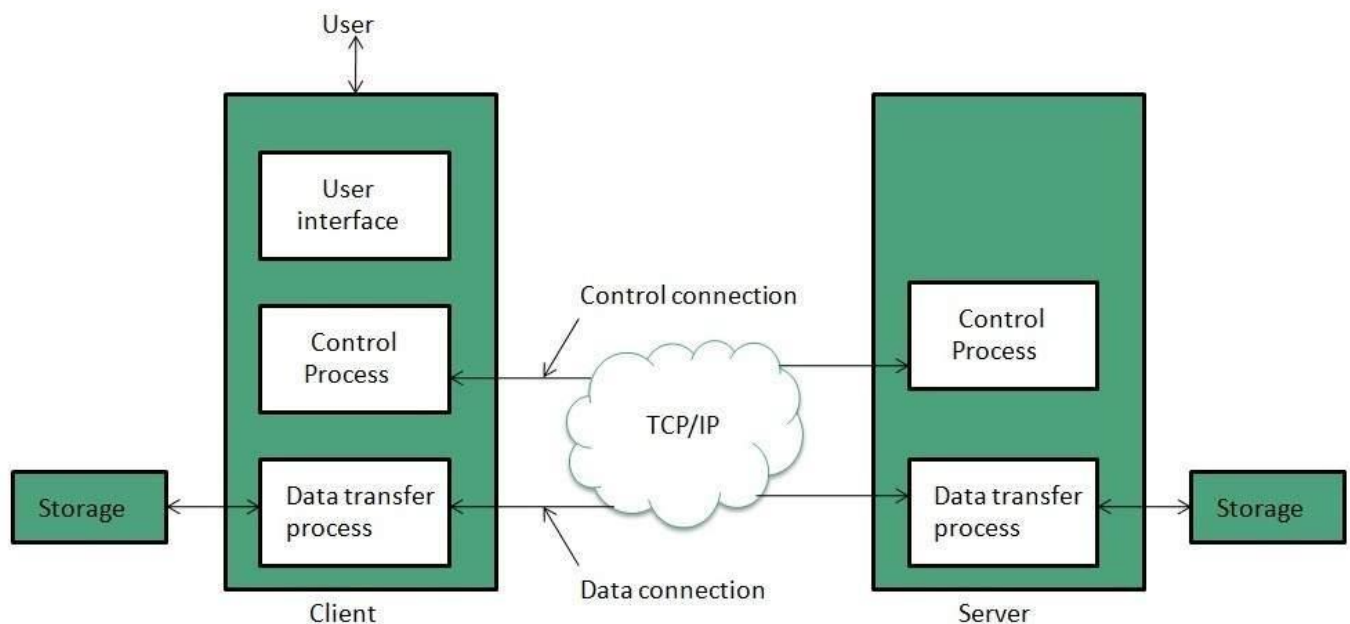 User
User
interface
Control connection
Control
Process
Control
Process
TCP/IP
Storage
Data transfer
process
Data transfer
process
Storage
Data connection
Client
Server